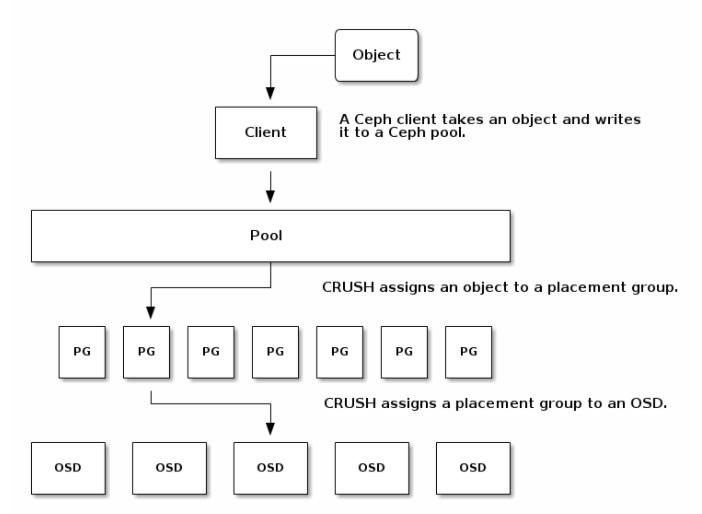 Object
Client
A Ceph client takes an object and writes
it to a Ceph pool.
Pool
CRUSH assigns an object to a placement group.
PG PG PG PG PG PG PG
CRUSH assigns a placement group to an OSD.
OSD OSD OSD OSD OSD